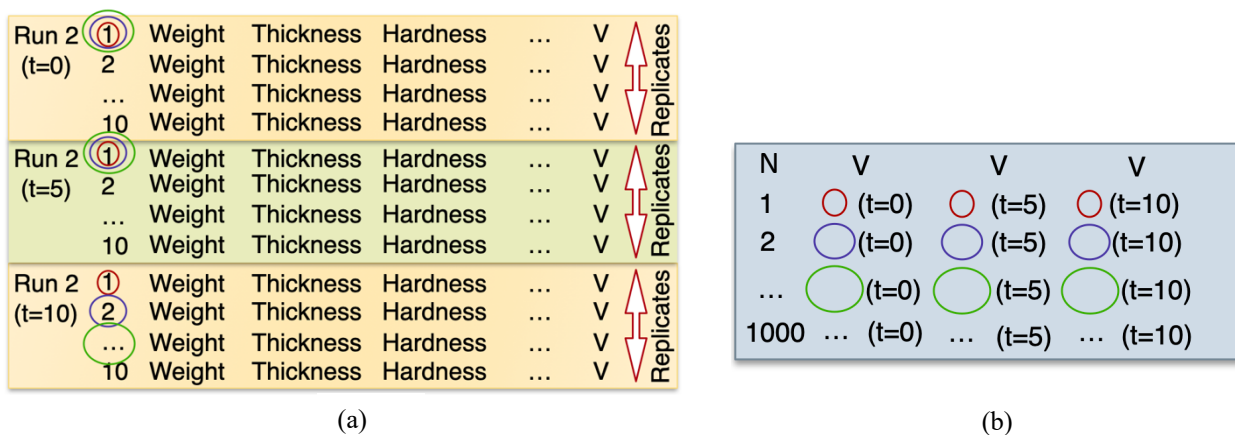 Run 2 1 Weight Thickness Hardness ... V
(t=0) 2 Weight Thickness Hardness ... V
... Weight Thickness Hardness ... V
10 Weight Thickness Hardness ... V
Replicates
Run 2 1 Weight Thickness Hardness ... V
(t=5) 2 Weight Thickness Hardness ... V
... Weight Thickness Hardness ... V
10 Weight Thickness Hardness ... V
Replicates
Run 2 1 Weight Thickness Hardness ... V
(t=10) 2 Weight Thickness Hardness ... V
... Weight Thickness Hardness ... V
10 Weight Thickness Hardness ... V
Replicates
(a)
N V V V
1 (t=0) (t=5) (t=10)
2 (t=0) (t=5) (t=10)
... (t=0) (t=5) (t=10)
1000 ... (t=0) ... (t=5) ... (t=10)
(b)